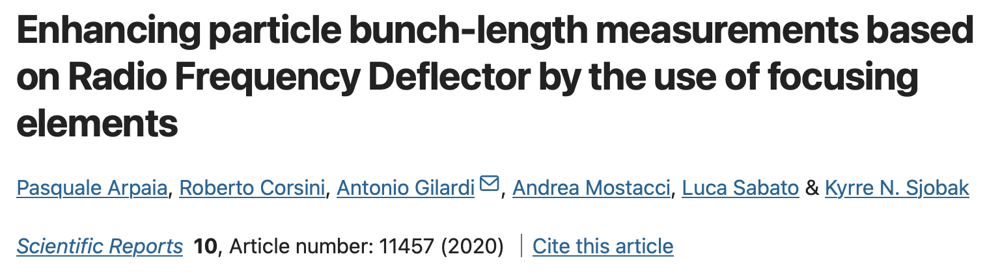 Enhancing particle bunch-length measurements based
on Radio Frequency Deflector by the use of focusing
elements
Pasquale Arpaia, Roberto Corsini, Antonio Gilardi, Andrea Mostacci, Luca Sabato & Kyrre N. Sjobak
Scientific Reports 10, Article number: 11457 (2020) | Cite this article